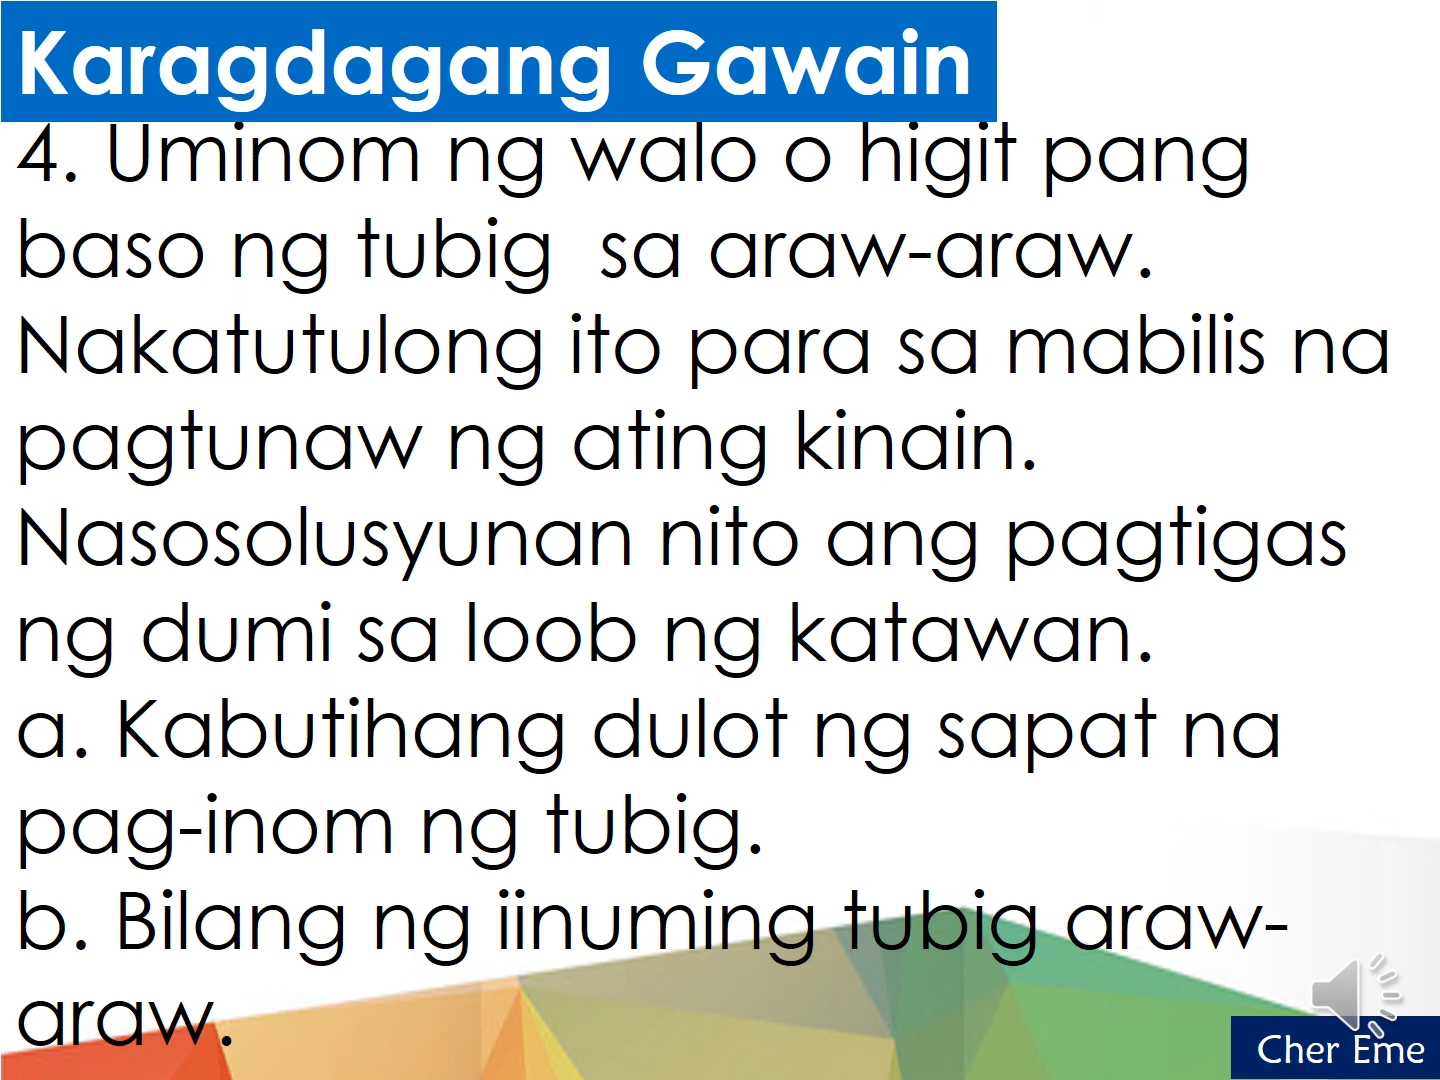 Karagdagang Gawain
4. Uminom ng walo o higit pang
baso ng tubig  sa araw-araw.
Nakatutulong ito para sa mabilis na
pagtunaw ng ating kinain.
Nasosolusyunan nito ang pagtigas
ng dumi sa loob ng katawan.
a. Kabutihang dulot ng sapat na
pag-inom ng tubig.
b. Bilang ng iinuming tubig araw-
araw.
Cher Eme